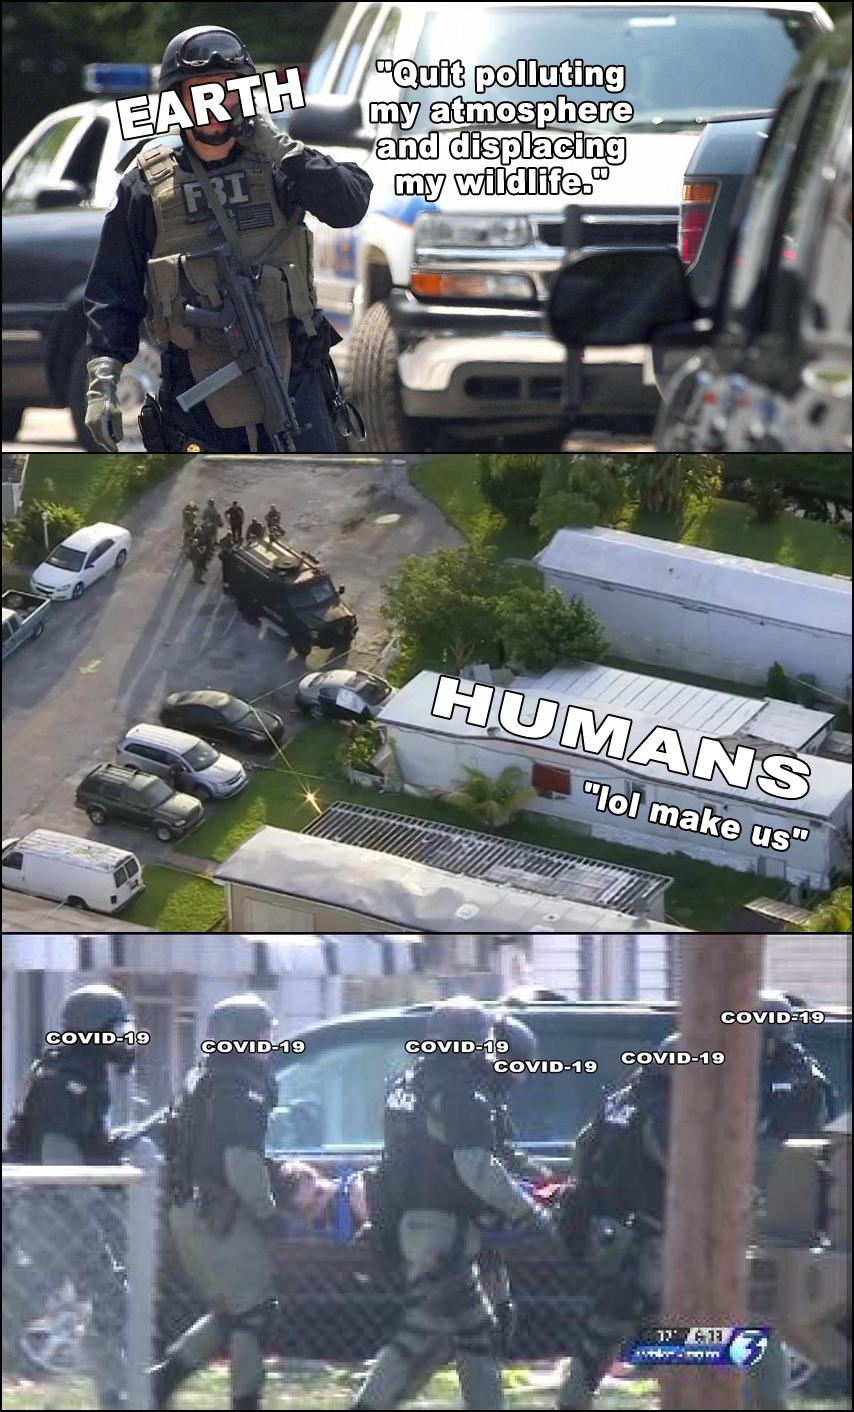 EARTH
"Quit polluting
my atmosphere
and displacing
my wildlife."
FBI
HUMANS
"lol make us"
COVID-19
COVID-19
COVID-19
COVID-19
COVID-19
COVID-19